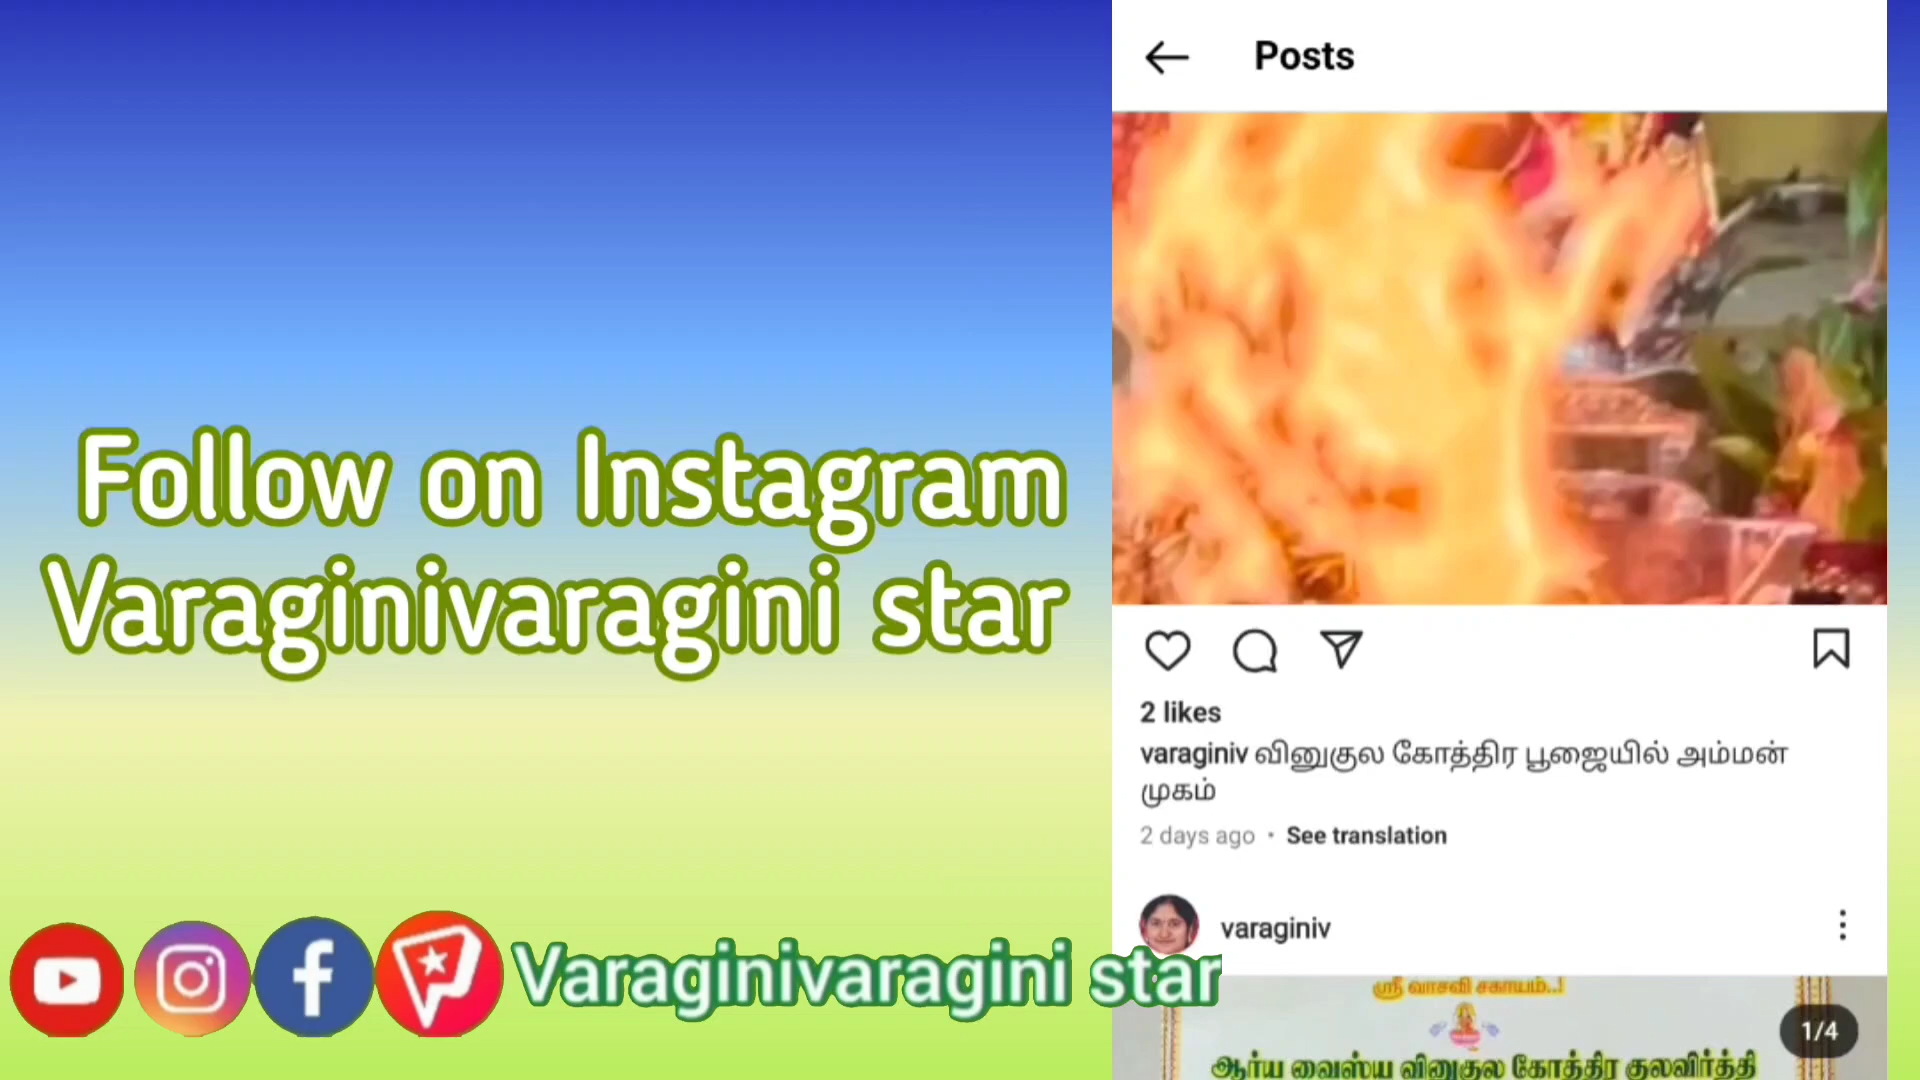 Posts
Follow on Instagram
Varaginivaragini star
2 likes
varaginiv வினுகுல கோத்திர பூஜையில் அம்மன்
முகம்
2 days ago • See translation
varaginiv
Varaginivaragini star
ஸ்ரீ வாசவி சகாயம்..!
1/4
ஆர்ய வைஸ்ய வினுகுல கோத்திர குலவிர்த்தி